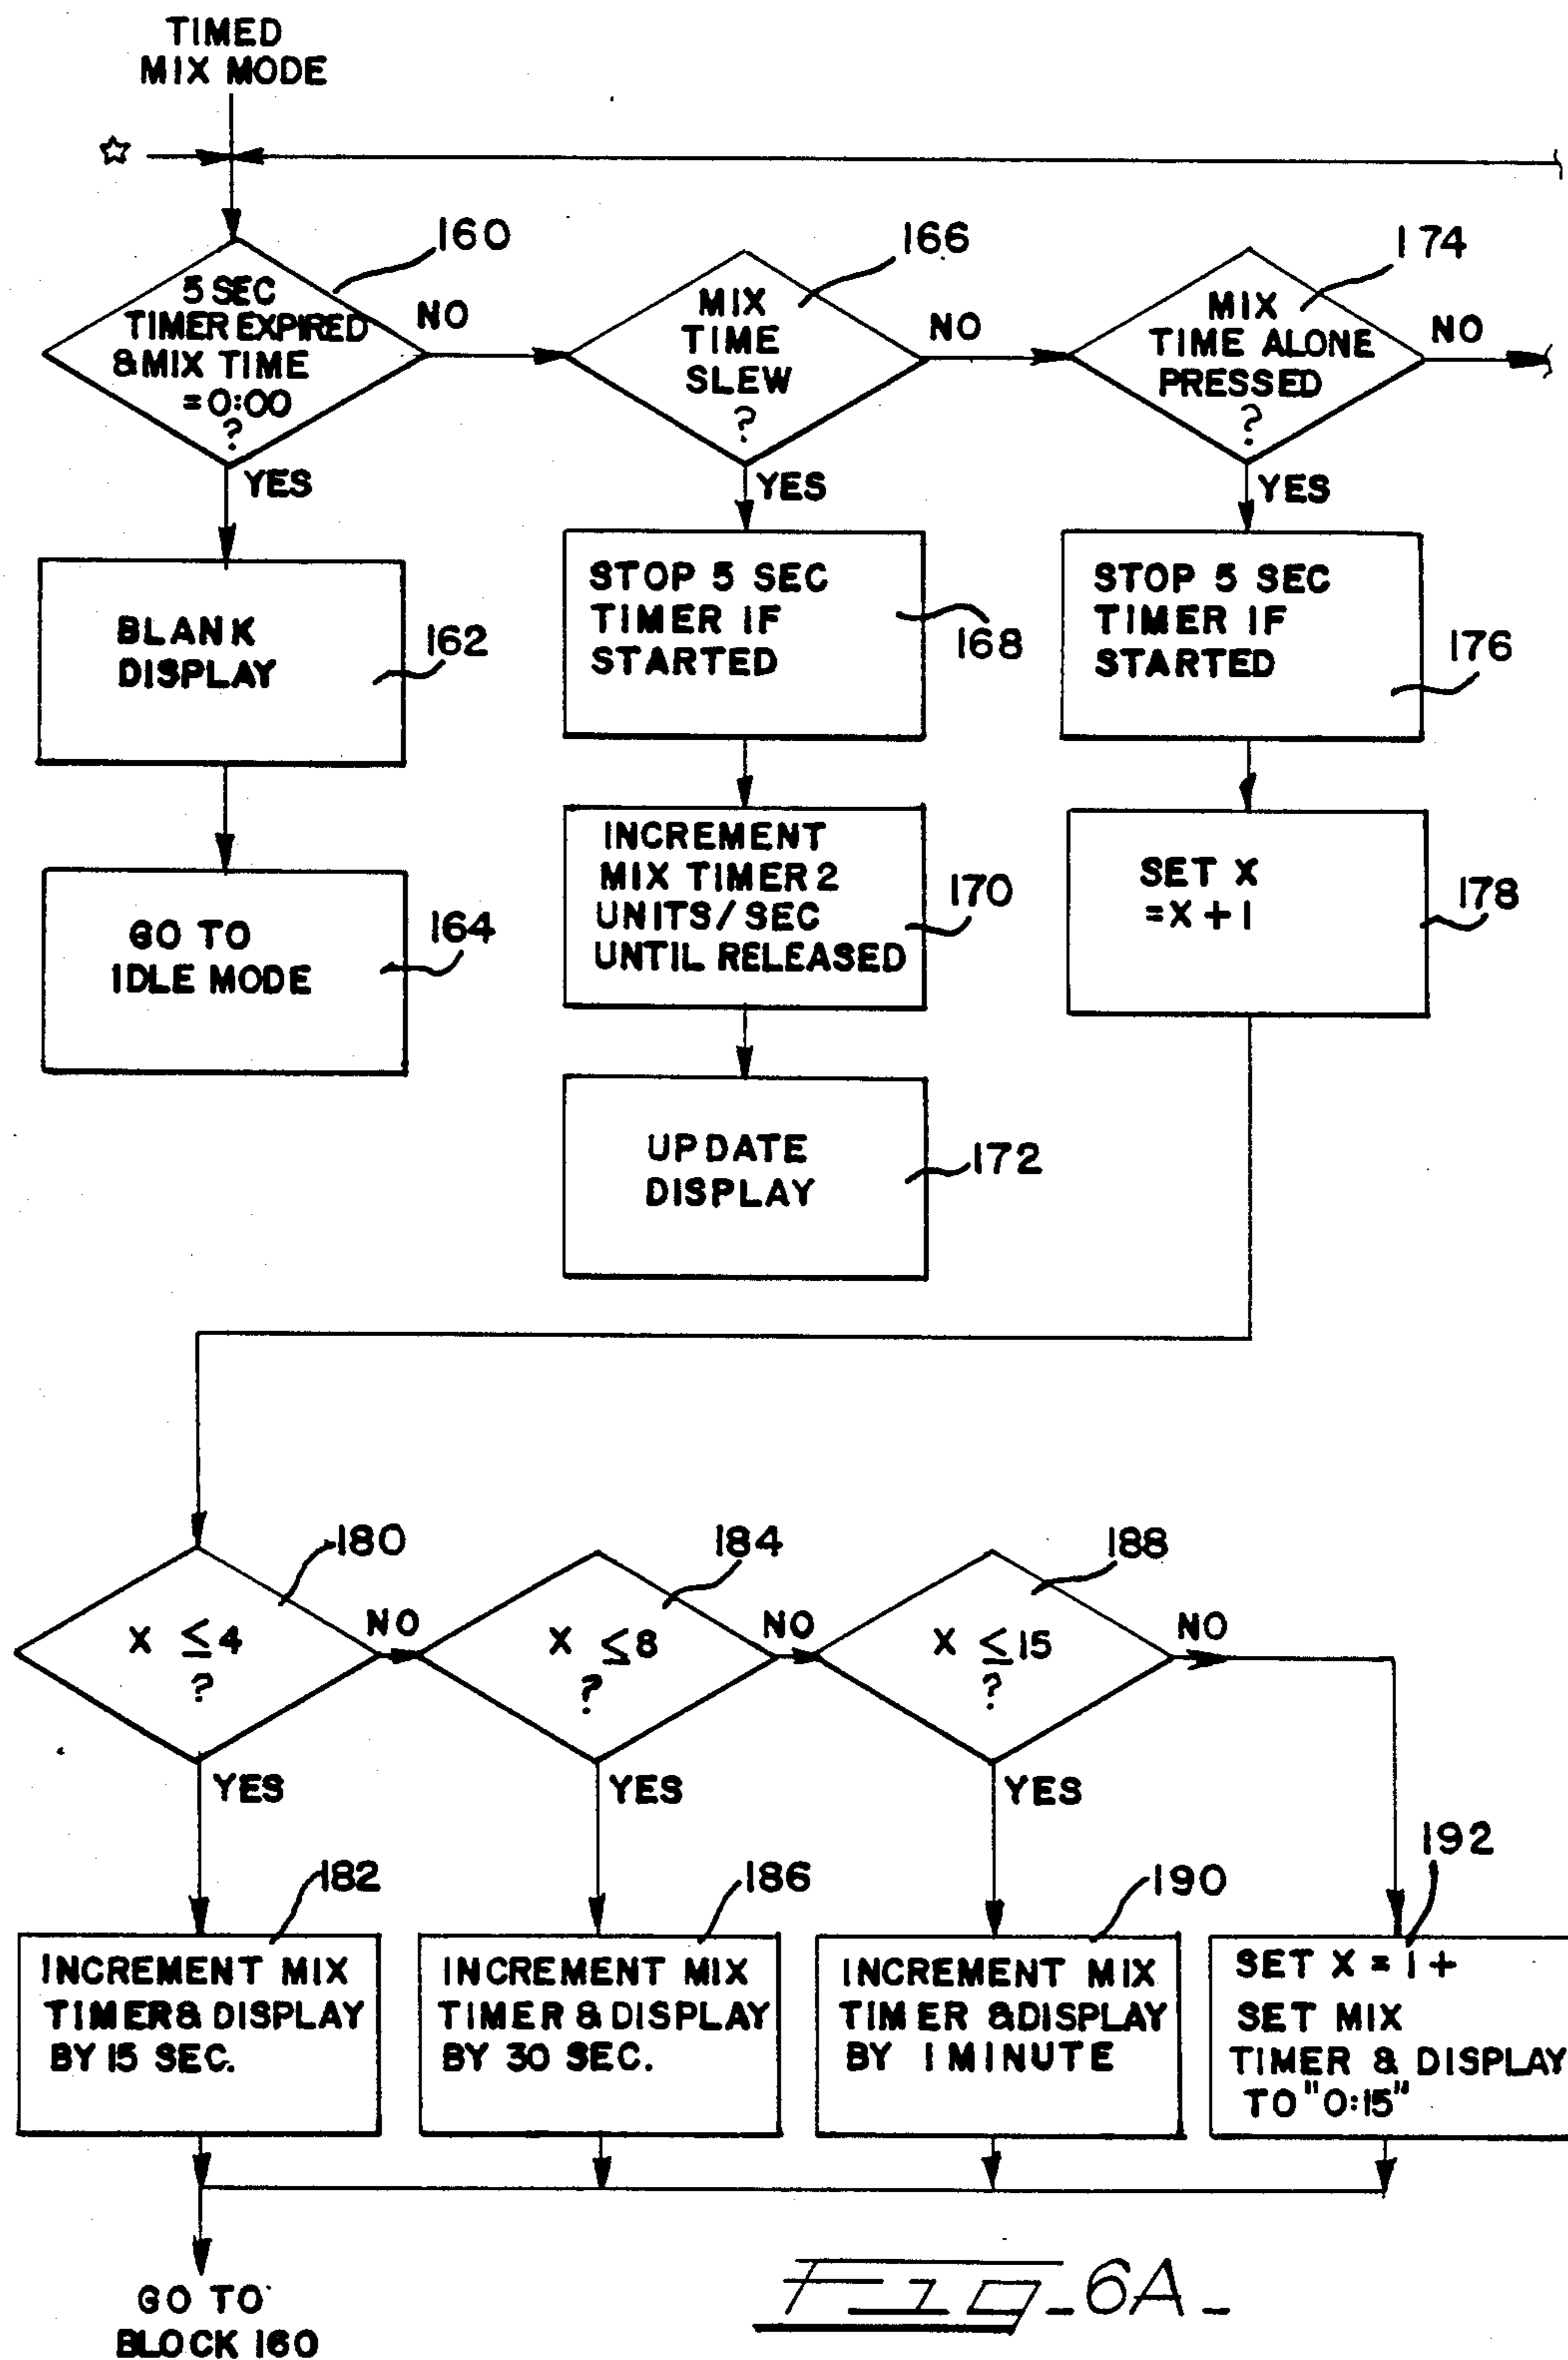 TIMED
MIX MODE
☆
160
5 SEC
TIMER EXPIRED
& MIX TIME
=0:00
?
NO
YES
166
MIX
TIME
SLEW
?
NO
YES
174
MIX
TIME ALONE
PRESSED
?
NO
YES
BLANK
DISPLAY
162
STOP 5 SEC
TIMER IF
STARTED
168
STOP 5 SEC
TIMER IF
STARTED
176
GO TO
IDLE MODE
164
INCREMENT
MIX TIMER 2
UNITS/SEC
UNTIL RELEASED
170
SET X
=X+1
178
UPDATE
DISPLAY
172
180
X ≤4
?
NO
YES
184
X ≤8
?
NO
YES
188
X ≤15
?
NO
YES
182
INCREMENT MIX
TIMER & DISPLAY
BY 15 SEC.
186
INCREMENT MIX
TIMER & DISPLAY
BY 30 SEC.
190
INCREMENT MIX
TIMER & DISPLAY
BY 1 MINUTE
192
SET X = 1 +
SET MIX
TIMER & DISPLAY
TO "0:15"
GO TO
BLOCK 160
FIG-6A-